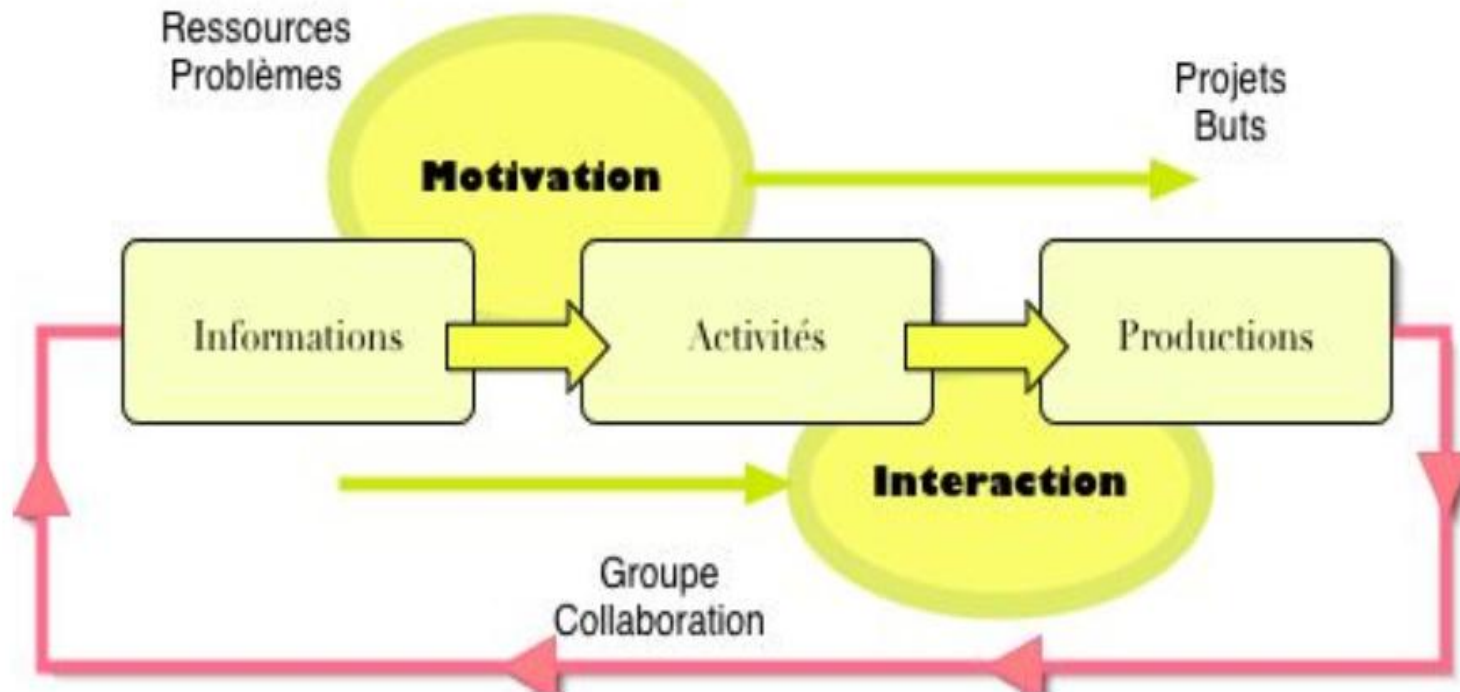 Ressources
Problèmes
Projets
Buts
Motivation
Informations
Activités
Productions
Interaction
Groupe
Collaboration